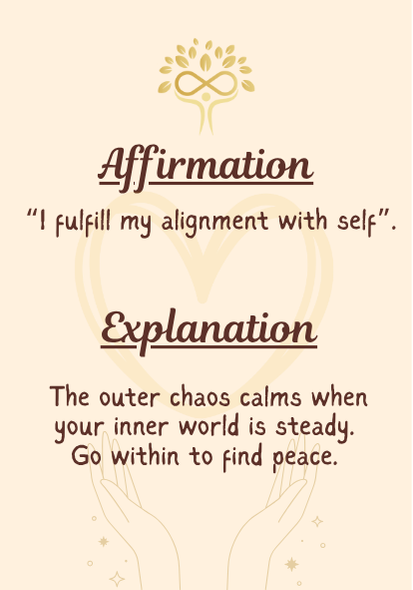 Affirmation
“I fulfill my alignment with self”.
Explanation
The outer chaos calms when
your inner world is steady.
Go within to find peace.